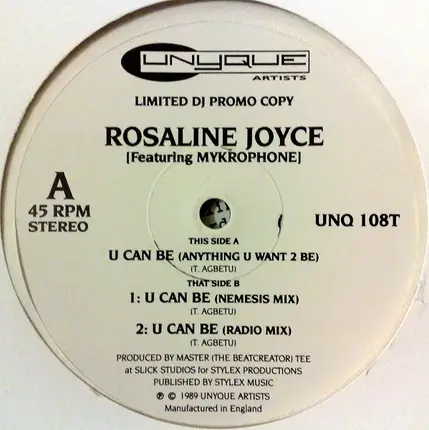 UNYQUE
ARTISTS
LIMITED DJ PROMO COPY
ROSALINE JOYCE
[Featuring MYKROPHONE]
A
45 RPM
STEREO
UNQ 108T
THIS SIDE A
U CAN BE (ANYTHING U WANT 2 BE)
(T. AGBETU)
THAT SIDE B
1: U CAN BE (NEMESIS MIX)
(T. AGBETU)
2: U CAN BE (RADIO MIX)
(T. AGBETU)
PRODUCED BY MASTER (THE BEATCREATOR) TEE
at SLICK STUDIOS for STYLEX PRODUCTIONS
PUBLISHED BY STYLEX MUSIC
℗ © 1989 UNYQUE ARTISTS
Manufactured in England